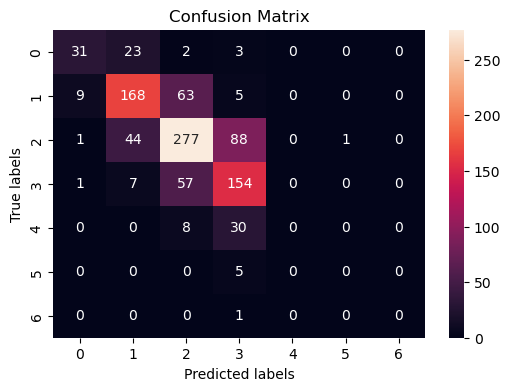 Confusion Matrix
0 31 23 2 3 0 0 0
1 9 168 63 5 0 0 0
2 1 44 277 88 0 1 0
3 1 7 57 154 0 0 0
4 0 0 8 30 0 0 0
5 0 0 0 5 0 0 0
6 0 0 0 1 0 0 0
0 1 2 3 4 5 6
Predicted labels
True labels
250
200
150
100
50
0